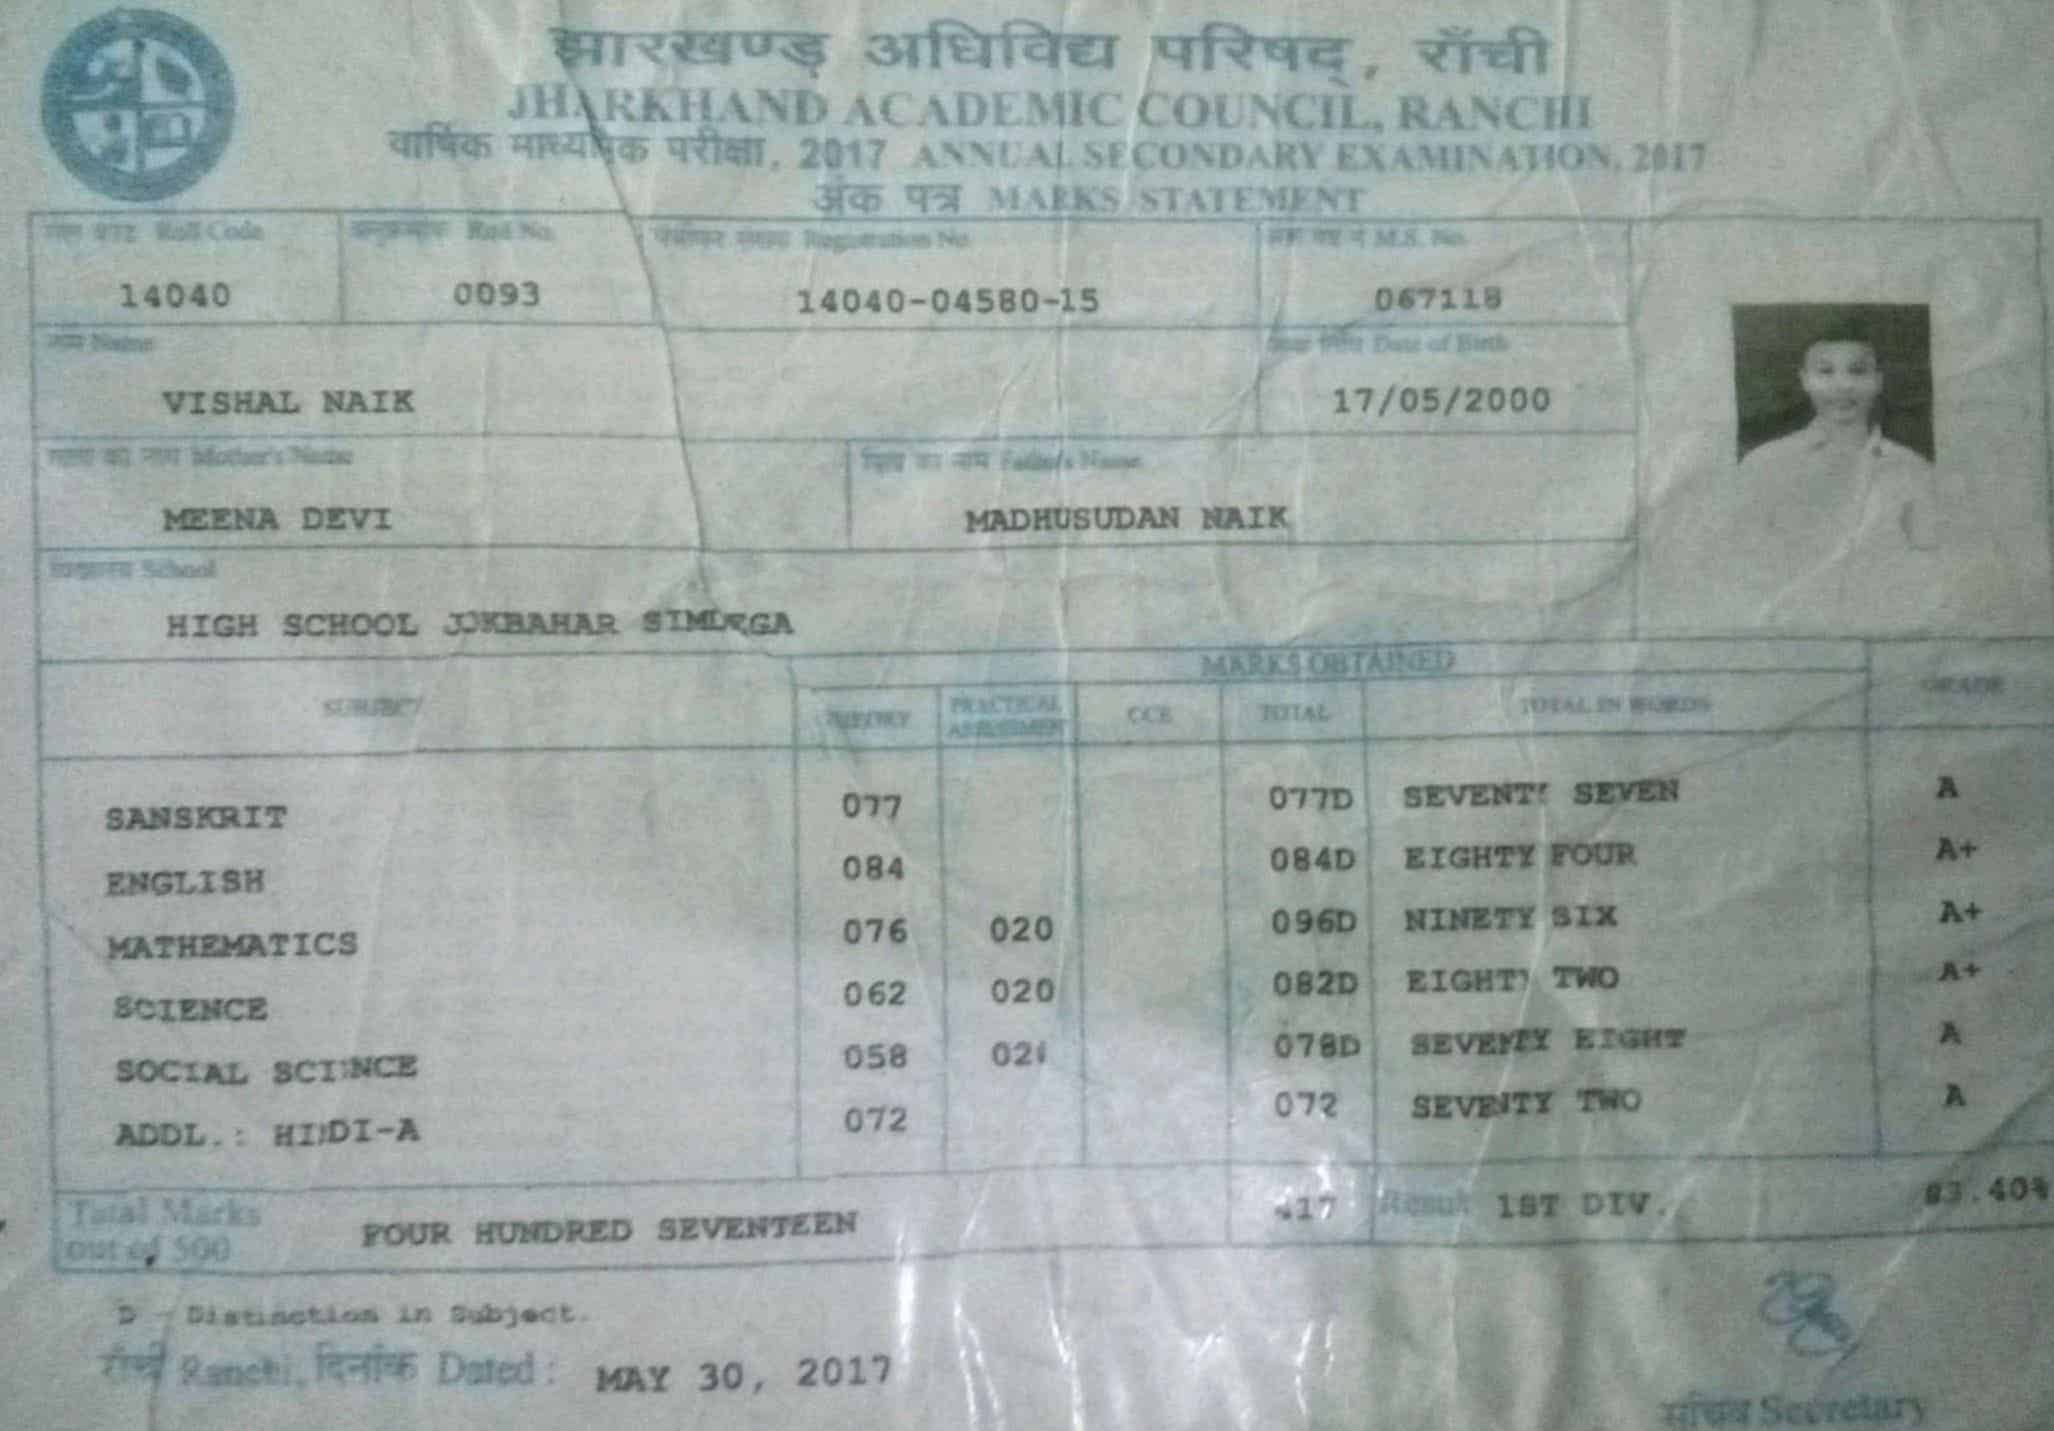 झारखण्ड अधिविद्य परिषद्, राँची
JHARKHAND ACADEMIC COUNCIL, RANCHI
वार्षिक माध्यमिक परीक्षा, 2017 ANNUAL SECONDARY EXAMINATION, 2017
अंक पत्र MARKS STATEMENT
Roll Code Roll No. Registration No. M.S. No.
14040 0093 14040-04580-15 067118
नाम Name Date of Birth
VISHAL NAIK 17/05/2000
माता का नाम Mother's Name पिता का नाम Father's Name
MEENA DEVI MADHUSUDAN NAIK
School
HIGH SCHOOL JOKBAHAR SIMDEGA
MARKS OBTAINED
SUBJECT THEORY PRACTICAL CCE TOTAL TOTAL IN WORDS GRADE
SANSKRIT 077 077D SEVENTY SEVEN A
ENGLISH 084 084D EIGHTY FOUR A+
MATHEMATICS 076 020 096D NINETY SIX A+
SCIENCE 062 020 082D EIGHTY TWO A+
SOCIAL SCIENCE 058 020 078D SEVENTY EIGHT A
ADDL.: HINDI-A 072 072 SEVENTY TWO A
Total Marks
out of 500 FOUR HUNDRED SEVENTEEN 417 Result 1ST DIV. 83.40%
D - Distinction in Subject.
राँची Ranchi, दिनांक Dated : MAY 30, 2017
सचिव Secretary